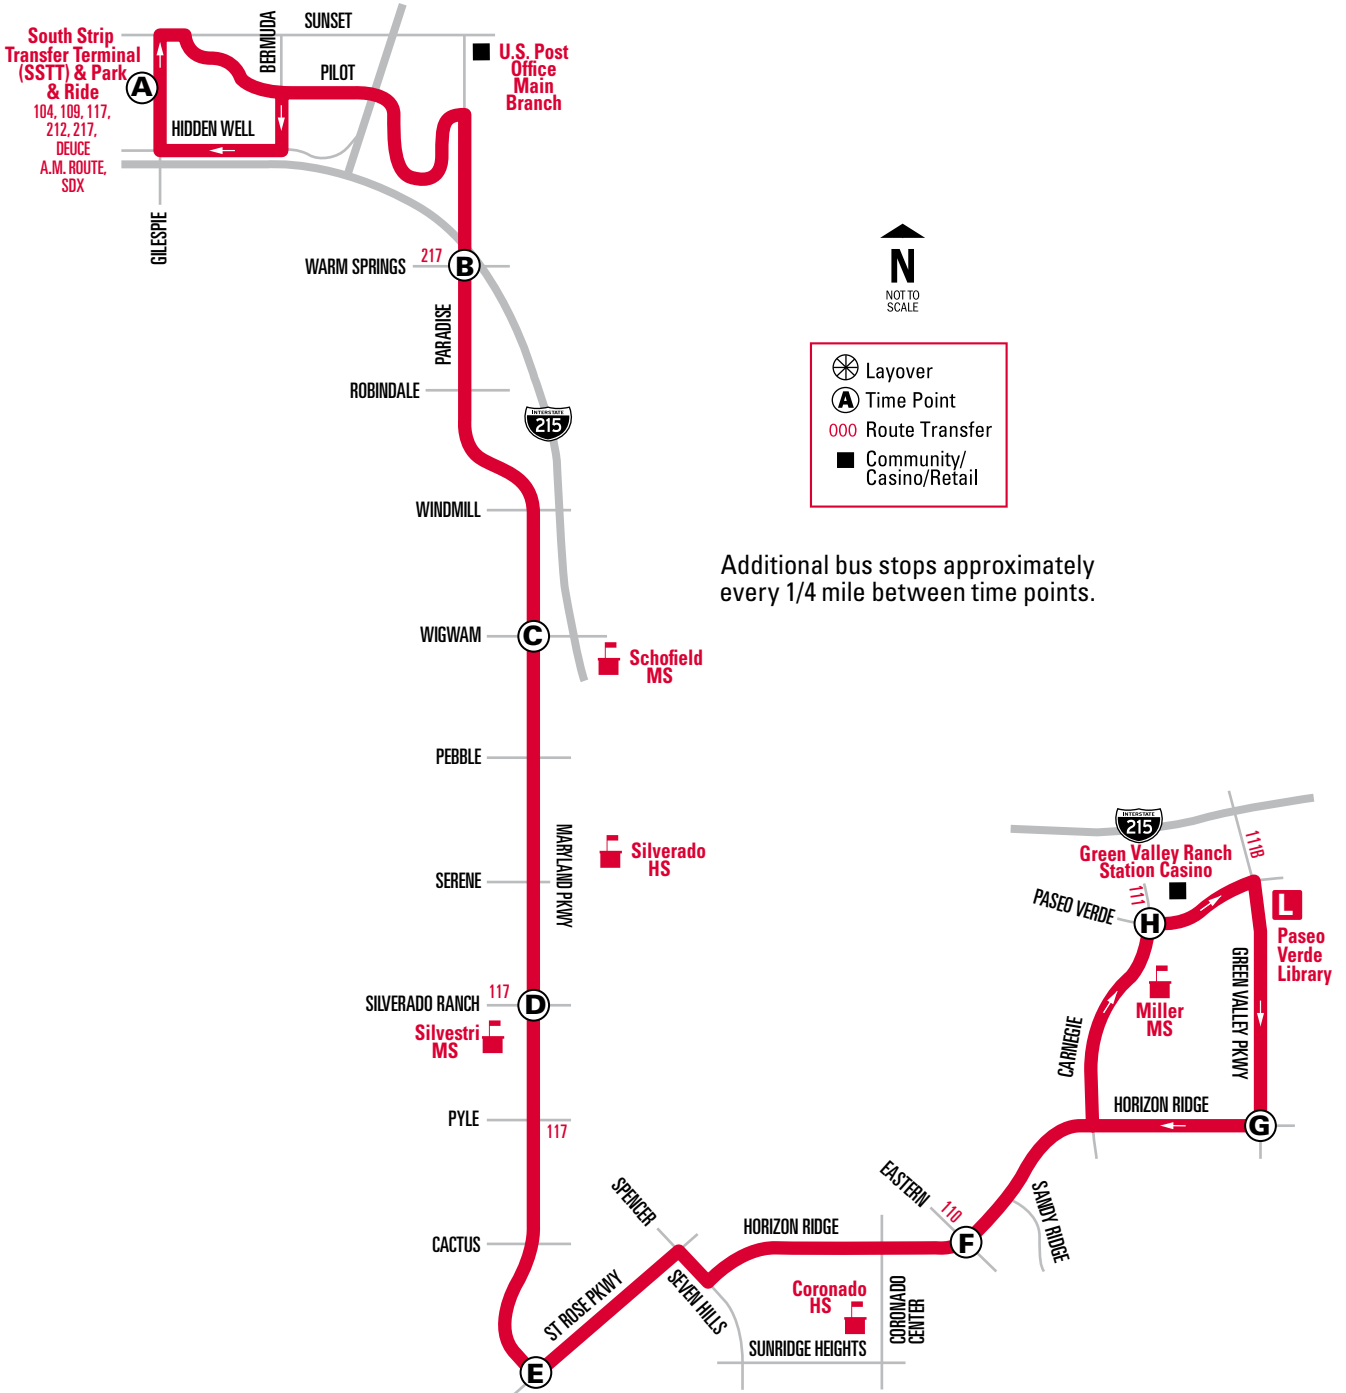 SUNSET
BERMUDA
South Strip
Transfer Terminal
(SSTT) & Park
& Ride
104, 109, 117,
212, 217,
DEUCE
A.M. ROUTE,
SDX
A
PILOT
HIDDEN WELL
GILESPIE
U.S. Post
Office
Main
Branch
WARM SPRINGS
217
B
PARADISE
ROBINDALE
INTERSTATE
215
WINDMILL
WIGWAM
C
Schofield
MS
PEBBLE
MARYLAND PKWY
Silverado
HS
SERENE
SILVERADO RANCH
117
D
Silvestri
MS
PYLE
117
CACTUS
E
ST ROSE PKWY
SPENCER
SEVEN HILLS
HORIZON RIDGE
Coronado
HS
SUNRIDGE HEIGHTS
CORONADO
CENTER
EASTERN
110
F
SANDY RIDGE
N
NOT TO
SCALE
Layover
A Time Point
000 Route Transfer
Community/
Casino/Retail
Additional bus stops approximately
every 1/4 mile between time points.
INTERSTATE
215
111B
Green Valley Ranch
Station Casino
111
PASEO VERDE
H
L
Paseo
Verde
Library
GREEN VALLEY PKWY
Miller
MS
CARNEGIE
HORIZON RIDGE
G